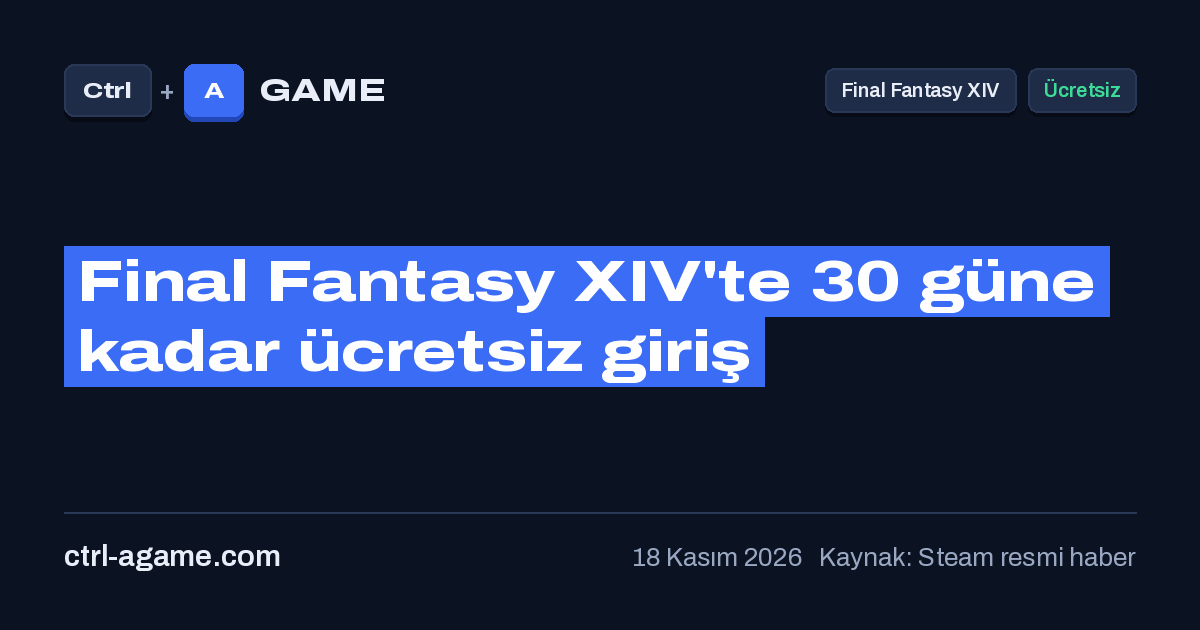 Ctrl + A GAME
Final Fantasy XIV Ücretsiz
Final Fantasy XIV'te 30 güne
kadar ücretsiz giriş
ctrl-agame.com
18 Kasım 2026 Kaynak: Steam resmi haber